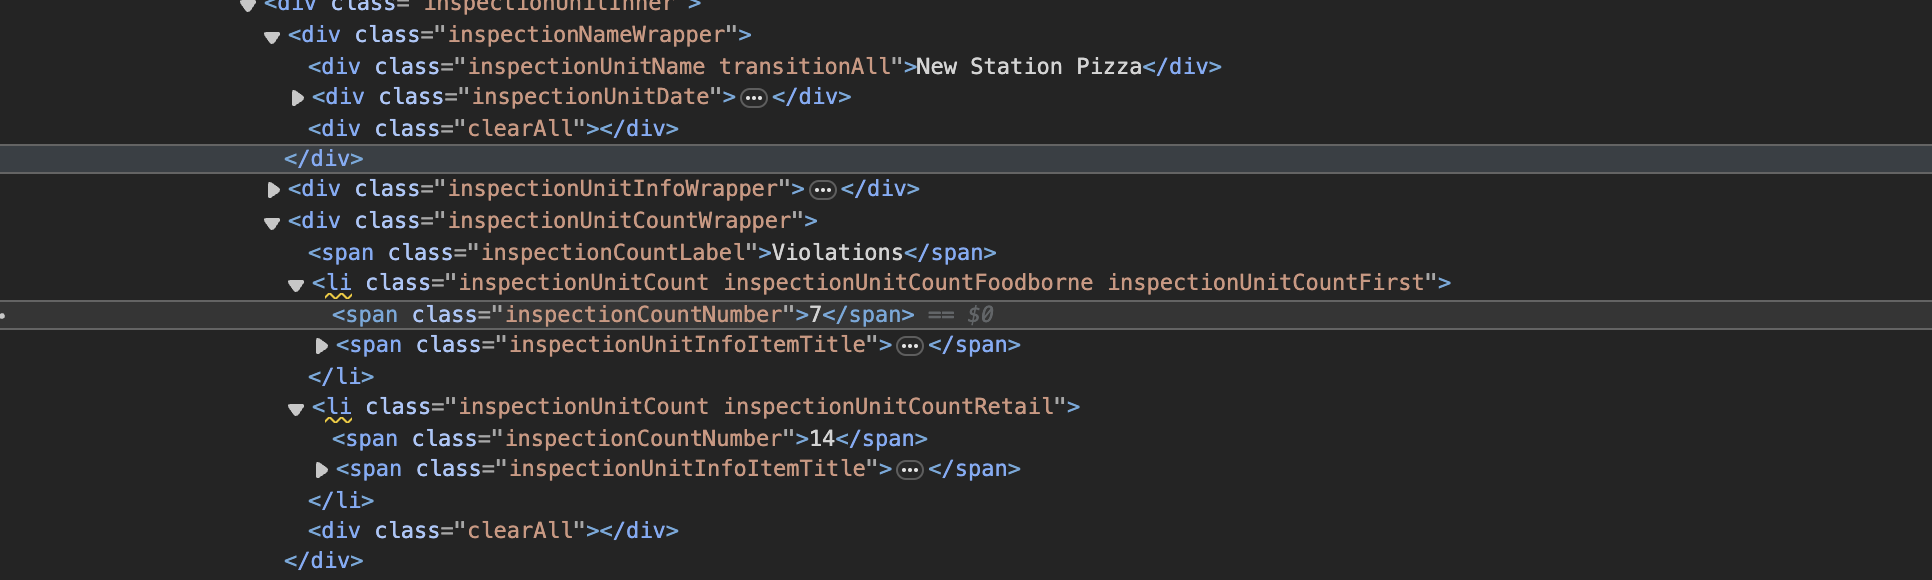 <div class="inspectionUnitInner">
<div class="inspectionNameWrapper">
<div class="inspectionUnitName transitionAll">New Station Pizza</div>
<div class="inspectionUnitDate">…</div>
<div class="clearAll"></div>
</div>
<div class="inspectionUnitInfoWrapper">…</div>
<div class="inspectionUnitCountWrapper">
<span class="inspectionCountLabel">Violations</span>
<li class="inspectionUnitCount inspectionUnitCountFoodborne inspectionUnitCountFirst">
<span class="inspectionCountNumber">7</span> == $0
<span class="inspectionUnitInfoItemTitle">…</span>
</li>
<li class="inspectionUnitCount inspectionUnitCountRetail">
<span class="inspectionCountNumber">14</span>
<span class="inspectionUnitInfoItemTitle">…</span>
</li>
<div class="clearAll"></div>
</div>